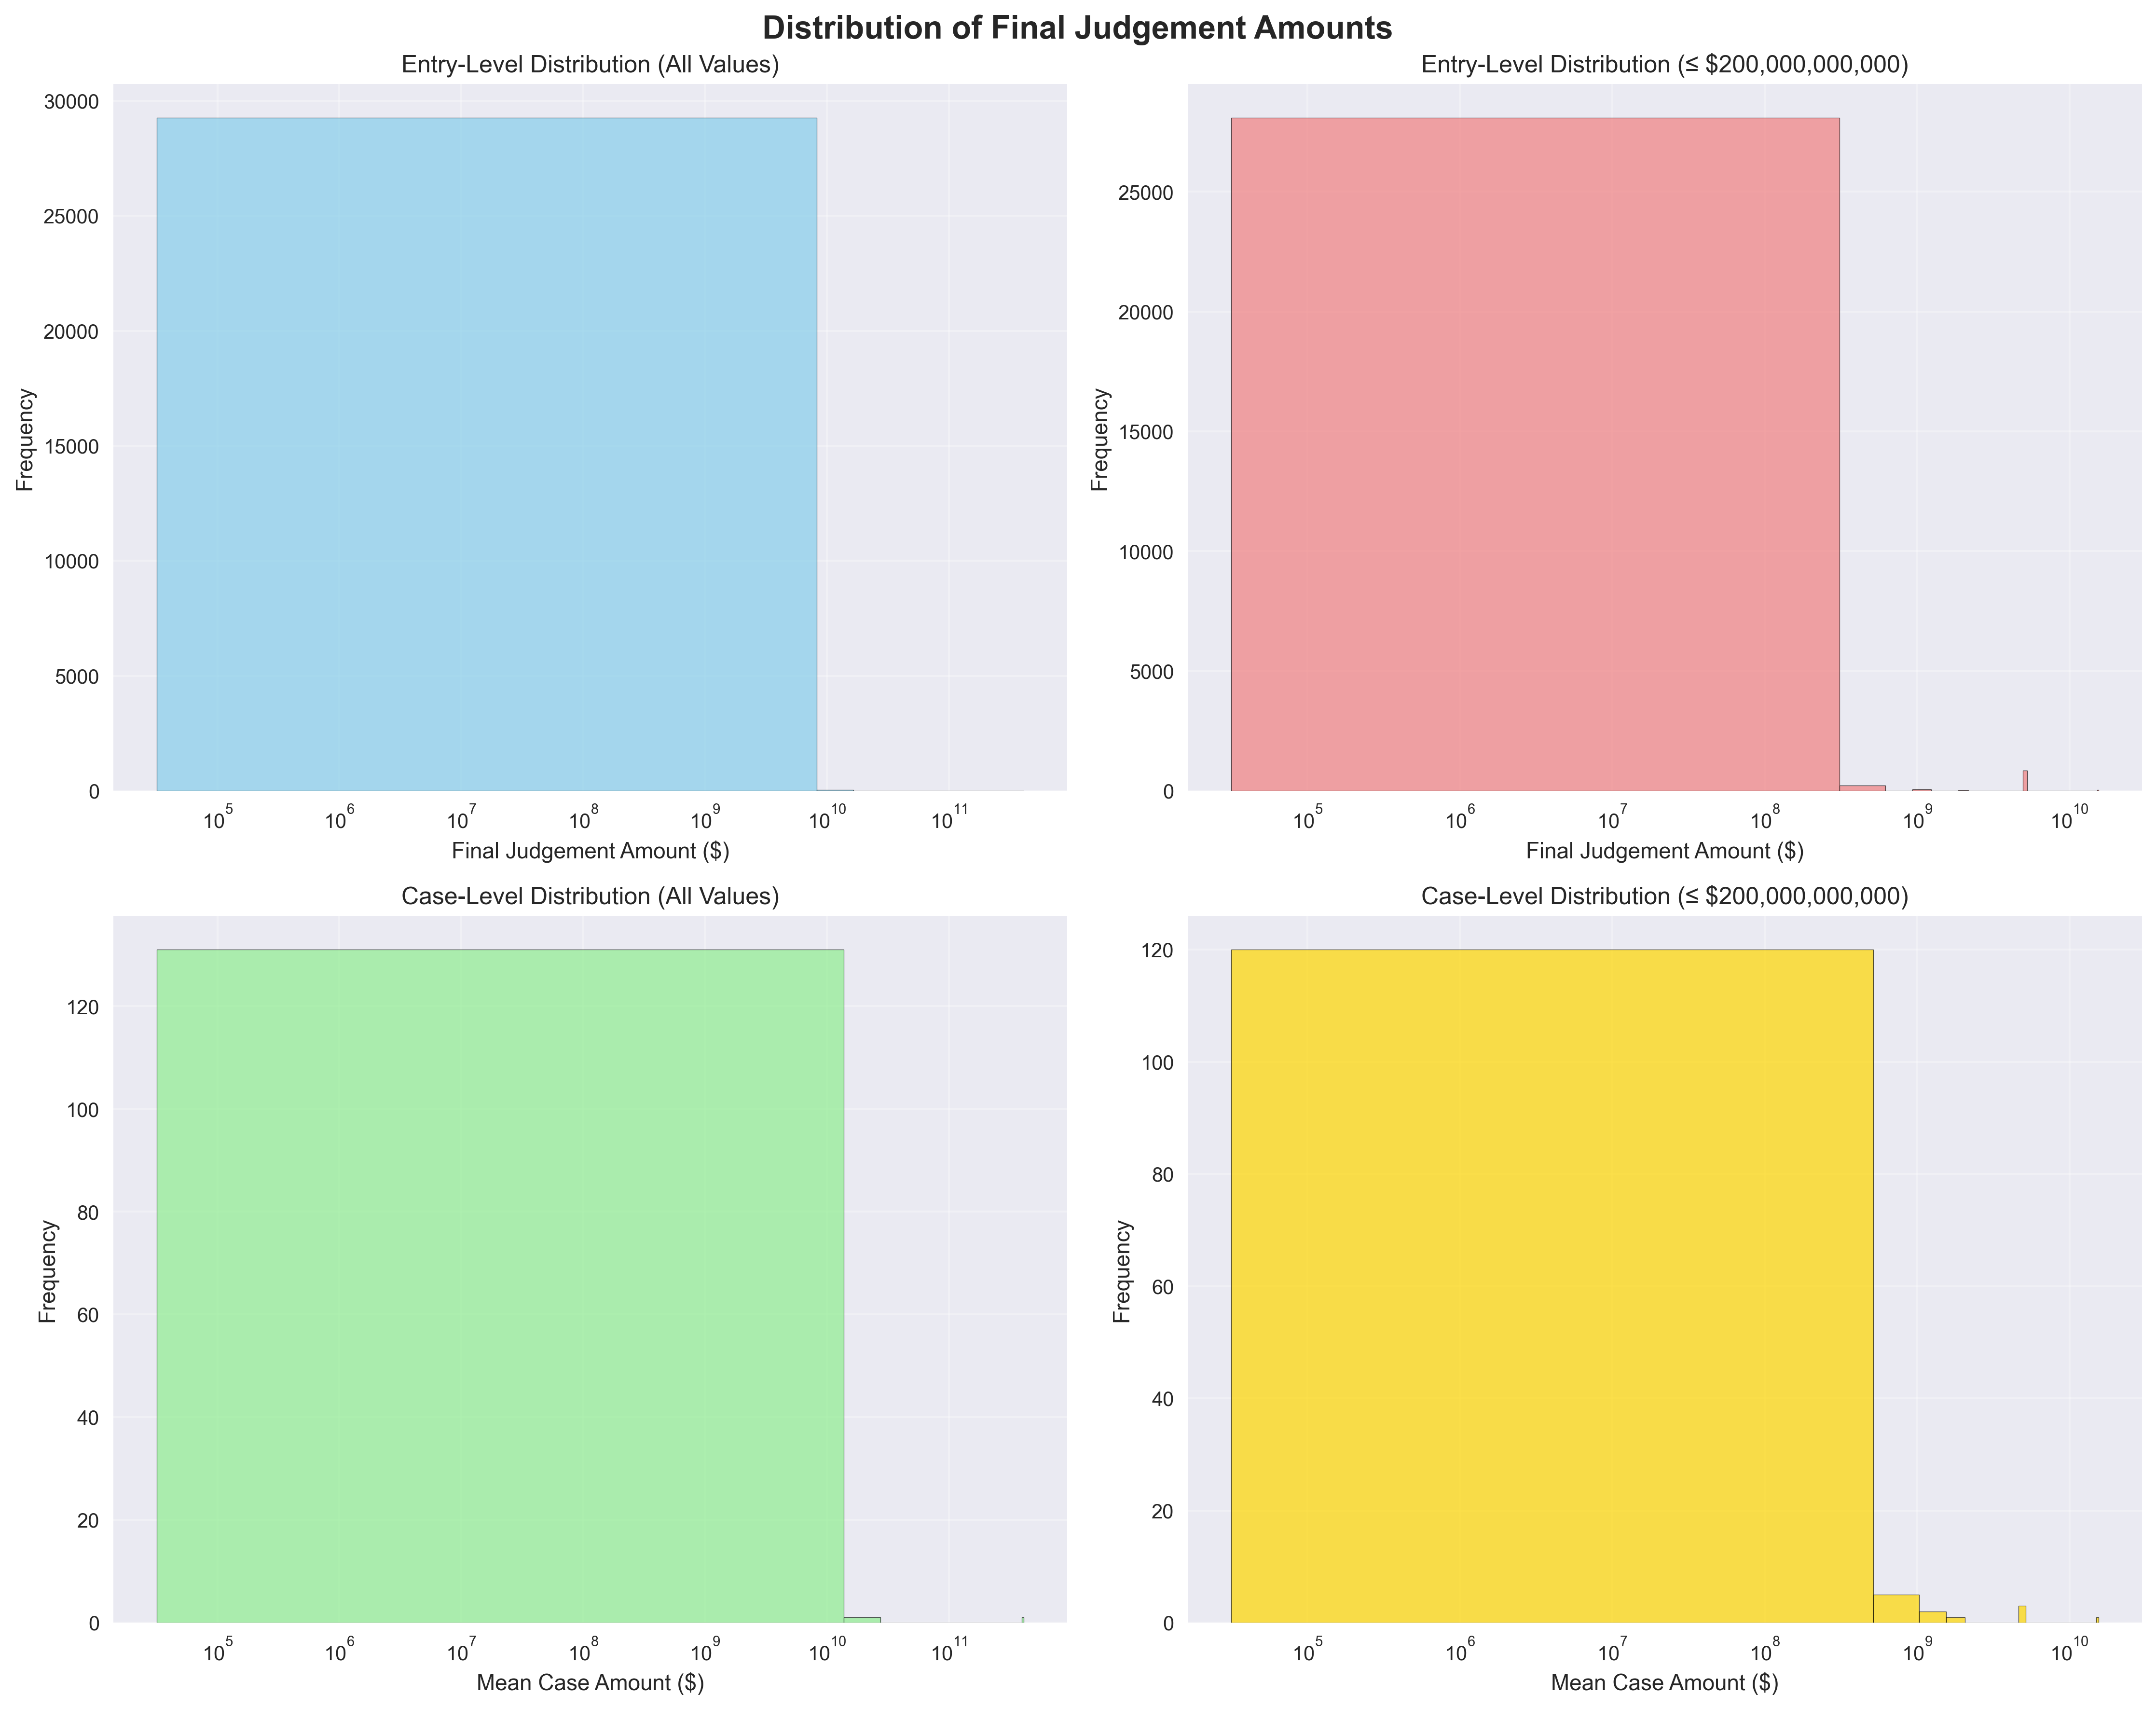 Distribution of Final Judgement Amounts
Entry-Level Distribution (All Values)
Frequency
30000
25000
20000
15000
10000
5000
0
10^5 10^6 10^7 10^8 10^9 10^10 10^11
Final Judgement Amount ($)
Entry-Level Distribution (≤ $200,000,000,000)
Frequency
25000
20000
15000
10000
5000
0
10^5 10^6 10^7 10^8 10^9 10^10
Final Judgement Amount ($)
Case-Level Distribution (All Values)
Frequency
120
100
80
60
40
20
0
10^5 10^6 10^7 10^8 10^9 10^10 10^11
Mean Case Amount ($)
Case-Level Distribution (≤ $200,000,000,000)
Frequency
120
100
80
60
40
20
0
10^5 10^6 10^7 10^8 10^9 10^10
Mean Case Amount ($)